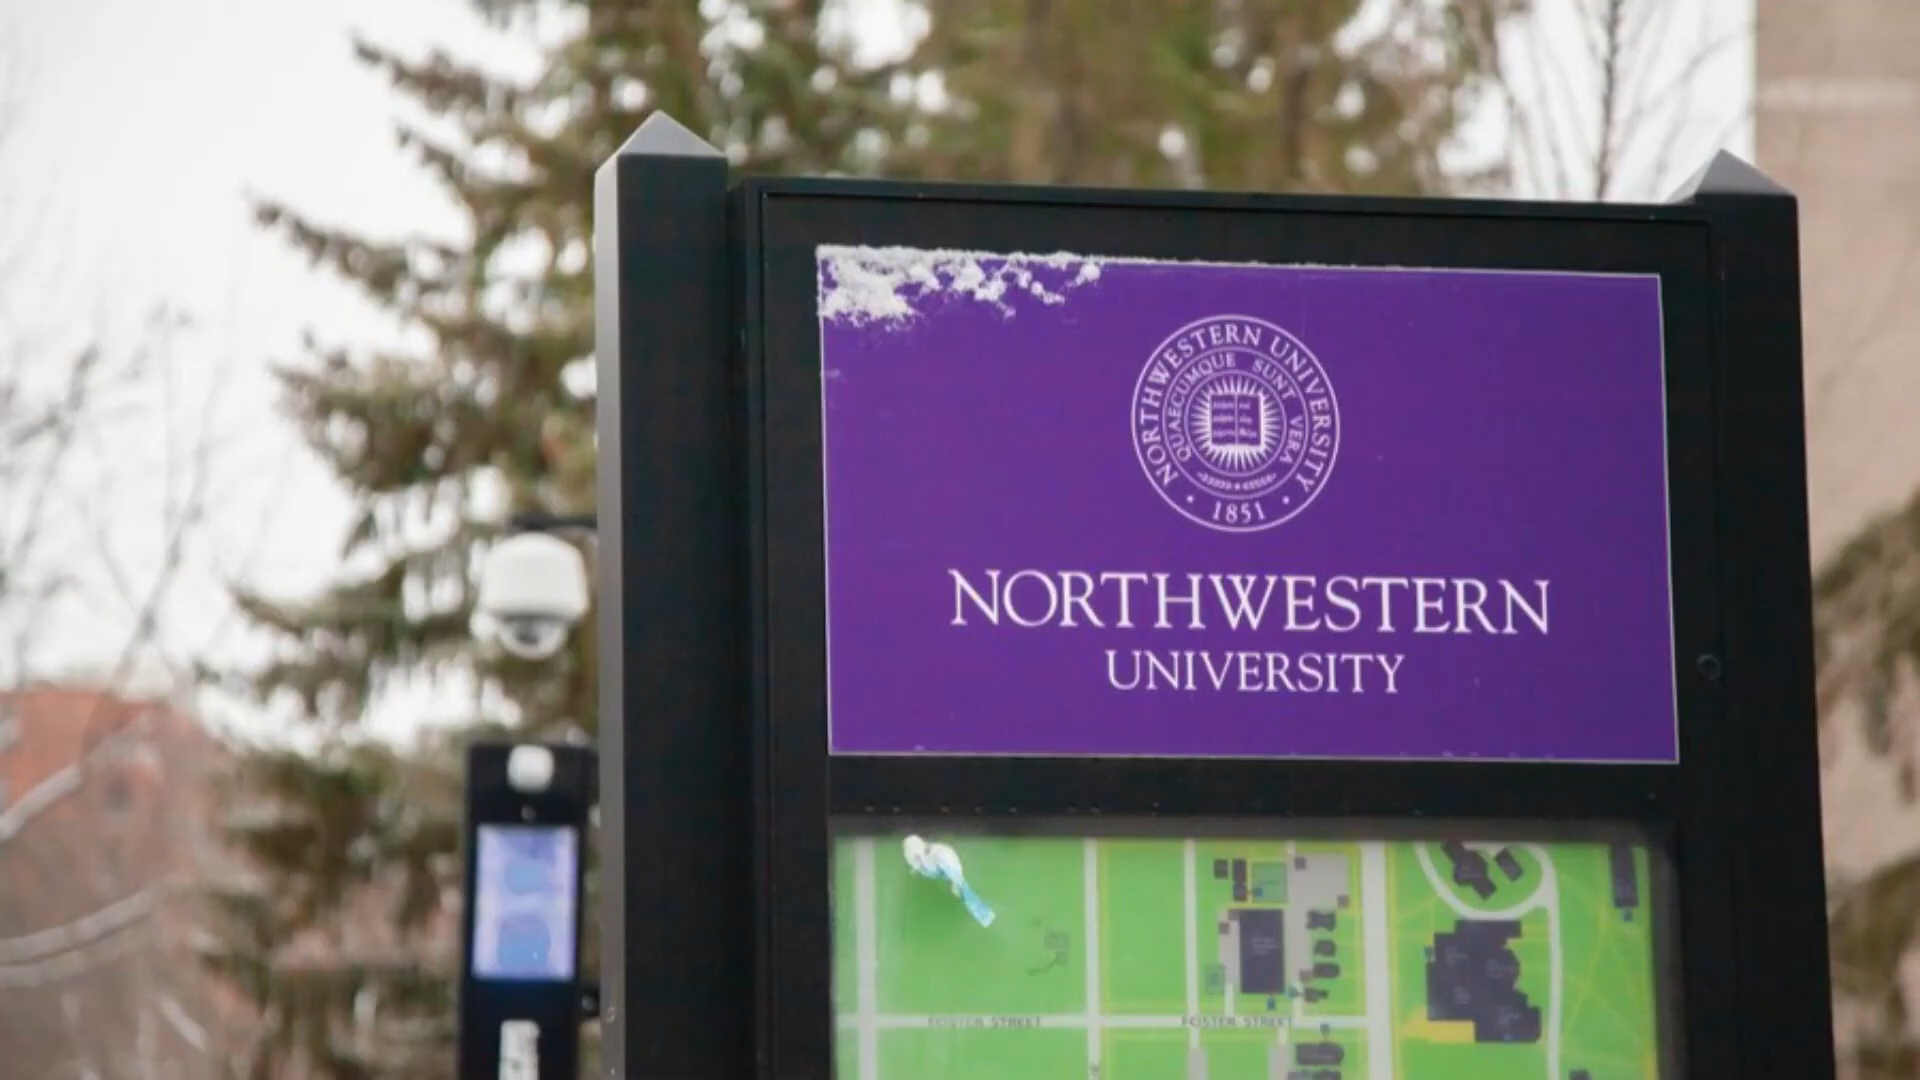 NORTHWESTERN UNIVERSITY
QUAECUMQUE SUNT VERA
1851
NORTHWESTERN
UNIVERSITY
FOSTER STREET
FOSTER STREET